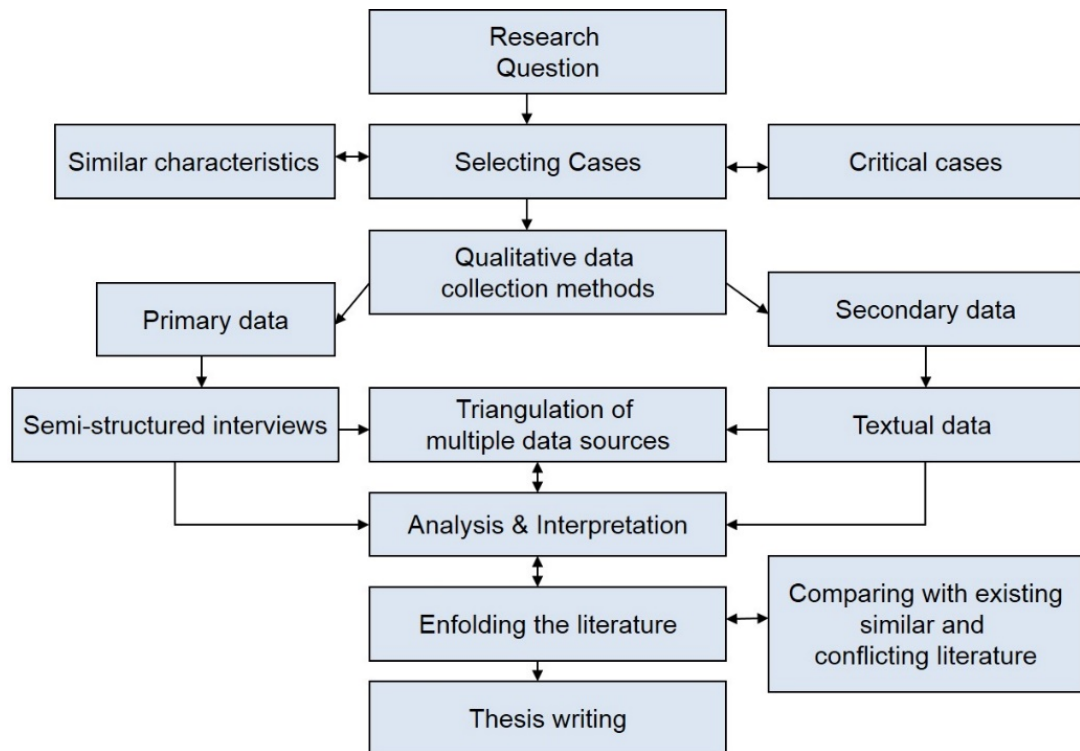 Research
Question
Similar characteristics
Selecting Cases
Critical cases
Qualitative data
collection methods
Primary data
Secondary data
Semi-structured interviews
Triangulation of
multiple data sources
Textual data
Analysis & Interpretation
Enfolding the literature
Comparing with existing
similar and
conflicting literature
Thesis writing